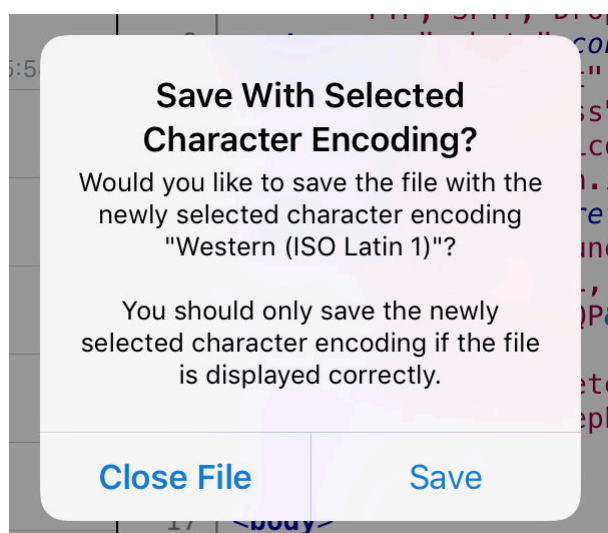 Save With Selected
Character Encoding?
Would you like to save the file with the
newly selected character encoding
"Western (ISO Latin 1)"?
You should only save the newly
selected character encoding if the file
is displayed correctly.
Close File
Save
17 <body>